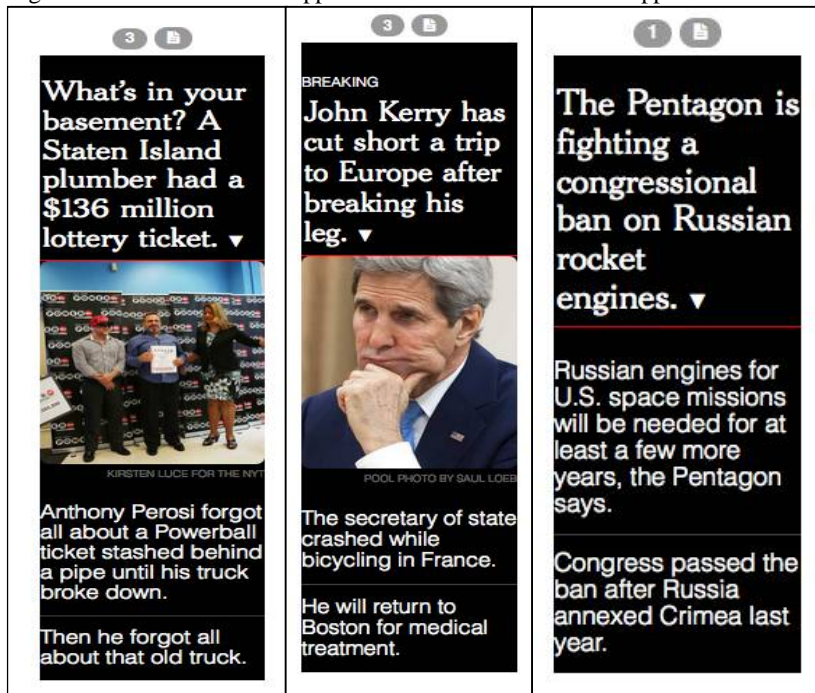 3
What's in your
basement? A
Staten Island
plumber had a
$136 million
lottery ticket. ▼
KIRSTEN LUCE FOR THE NYT
Anthony Perosi forgot
all about a Powerball
ticket stashed behind
a pipe until his truck
broke down.
Then he forgot all
about that old truck.
3
BREAKING
John Kerry has
cut short a trip
to Europe after
breaking his
leg. ▼
POOL PHOTO BY SAUL LOEB
The secretary of state
crashed while
bicycling in France.
He will return to
Boston for medical
treatment.
1
The Pentagon is
fighting a
congressional
ban on Russian
rocket
engines. ▼
Russian engines for
U.S. space missions
will be needed for at
least a few more
years, the Pentagon
says.
Congress passed the
ban after Russia
annexed Crimea last
year.